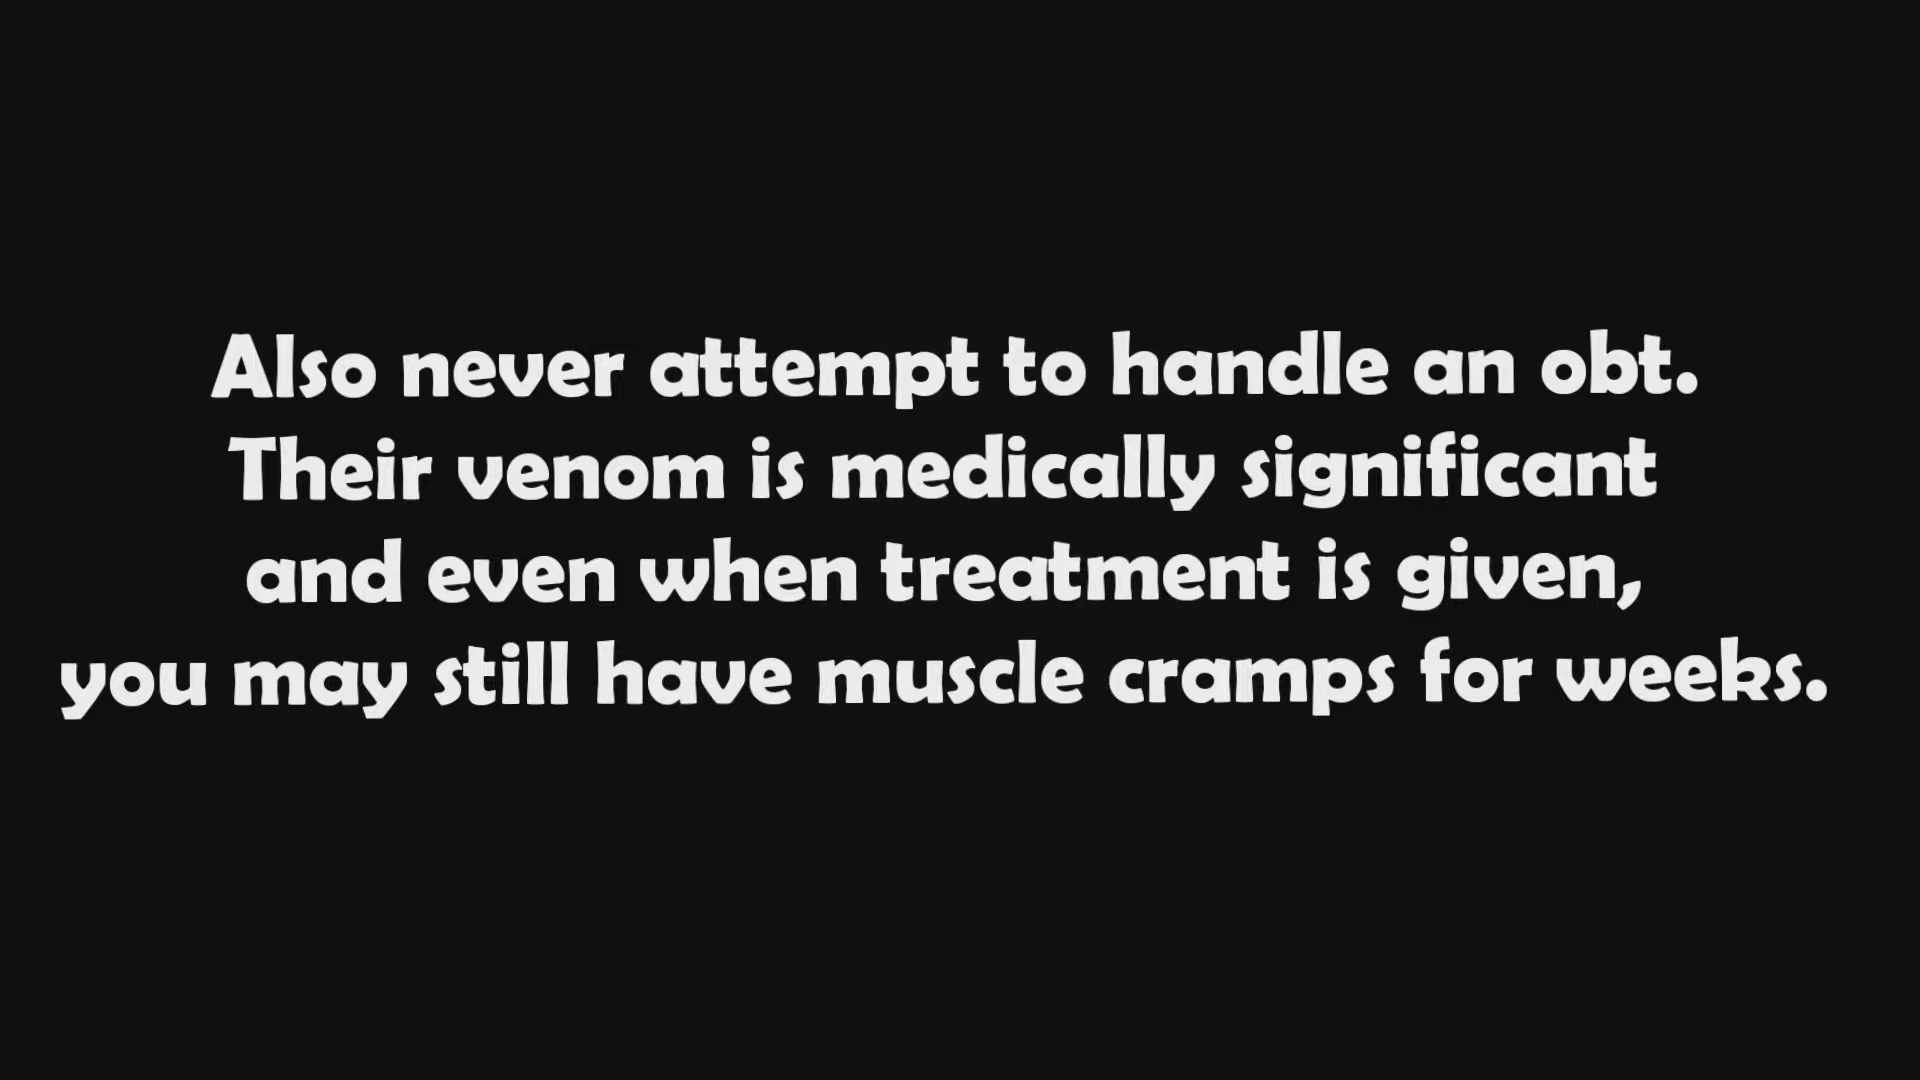 Also never attempt to handle an obt.
Their venom is medically significant
and even when treatment is given,
you may still have muscle cramps for weeks.